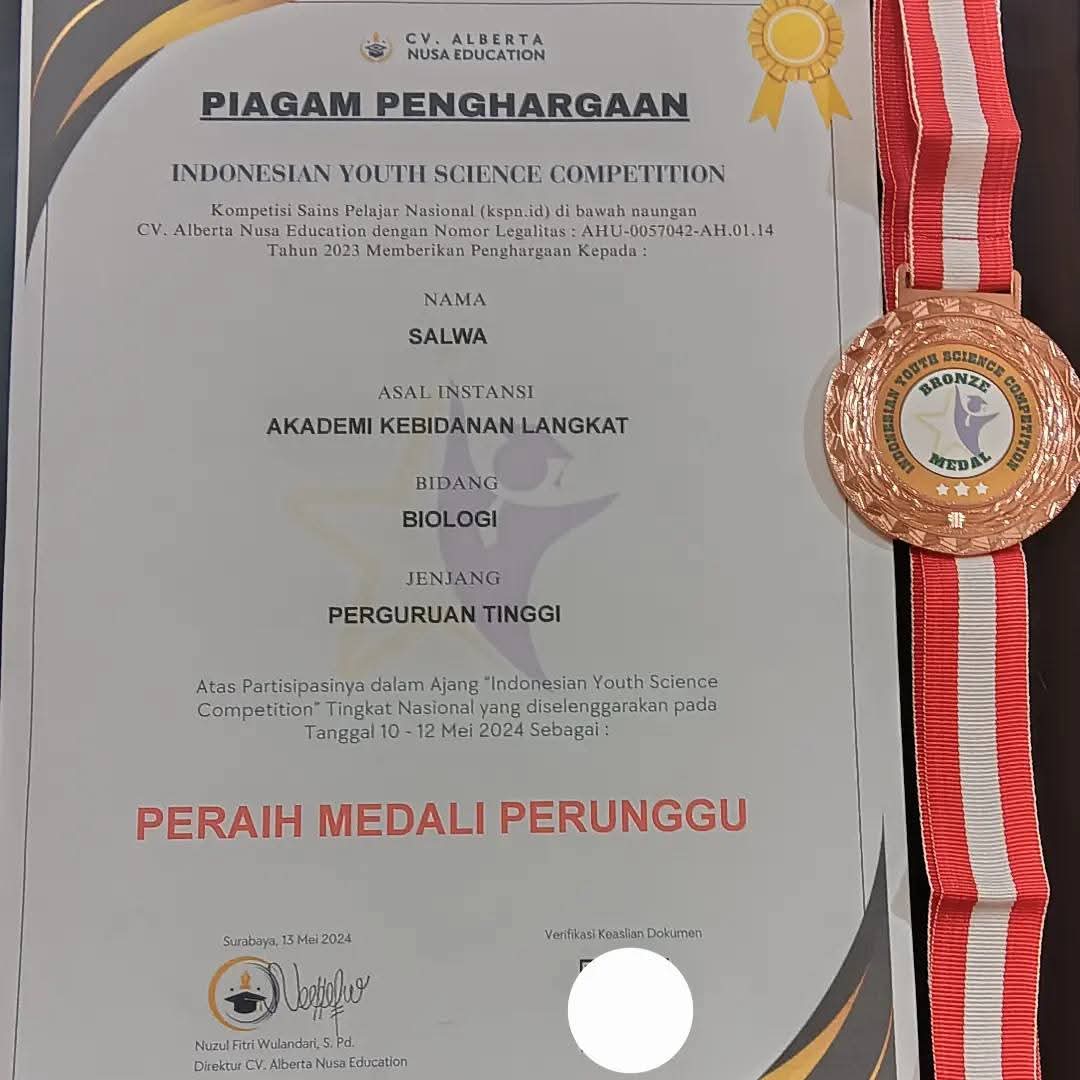 CV. ALBERTA
NUSA EDUCATION
PIAGAM PENGHARGAAN
INDONESIAN YOUTH SCIENCE COMPETITION
Kompetisi Sains Pelajar Nasional (kspn.id) di bawah naungan
CV. Alberta Nusa Education dengan Nomor Legalitas : AHU-0057042-AH.01.14
Tahun 2023 Memberikan Penghargaan Kepada :
NAMA
SALWA
ASAL INSTANSI
AKADEMI KEBIDANAN LANGKAT
BIDANG
BIOLOGI
JENJANG
PERGURUAN TINGGI
Atas Partisipasinya dalam Ajang "Indonesian Youth Science
Competition" Tingkat Nasional yang diselenggarakan pada
Tanggal 10 - 12 Mei 2024 Sebagai :
PERAIH MEDALI PERUNGGU
Surabaya, 13 Mei 2024
Nuzul Fitri Wulandari, S. Pd.
Direktur CV. Alberta Nusa Education
Verifikasi Keaslian Dokumen
INDONESIAN YOUTH SCIENCE COMPETITION
BRONZE
MEDAL